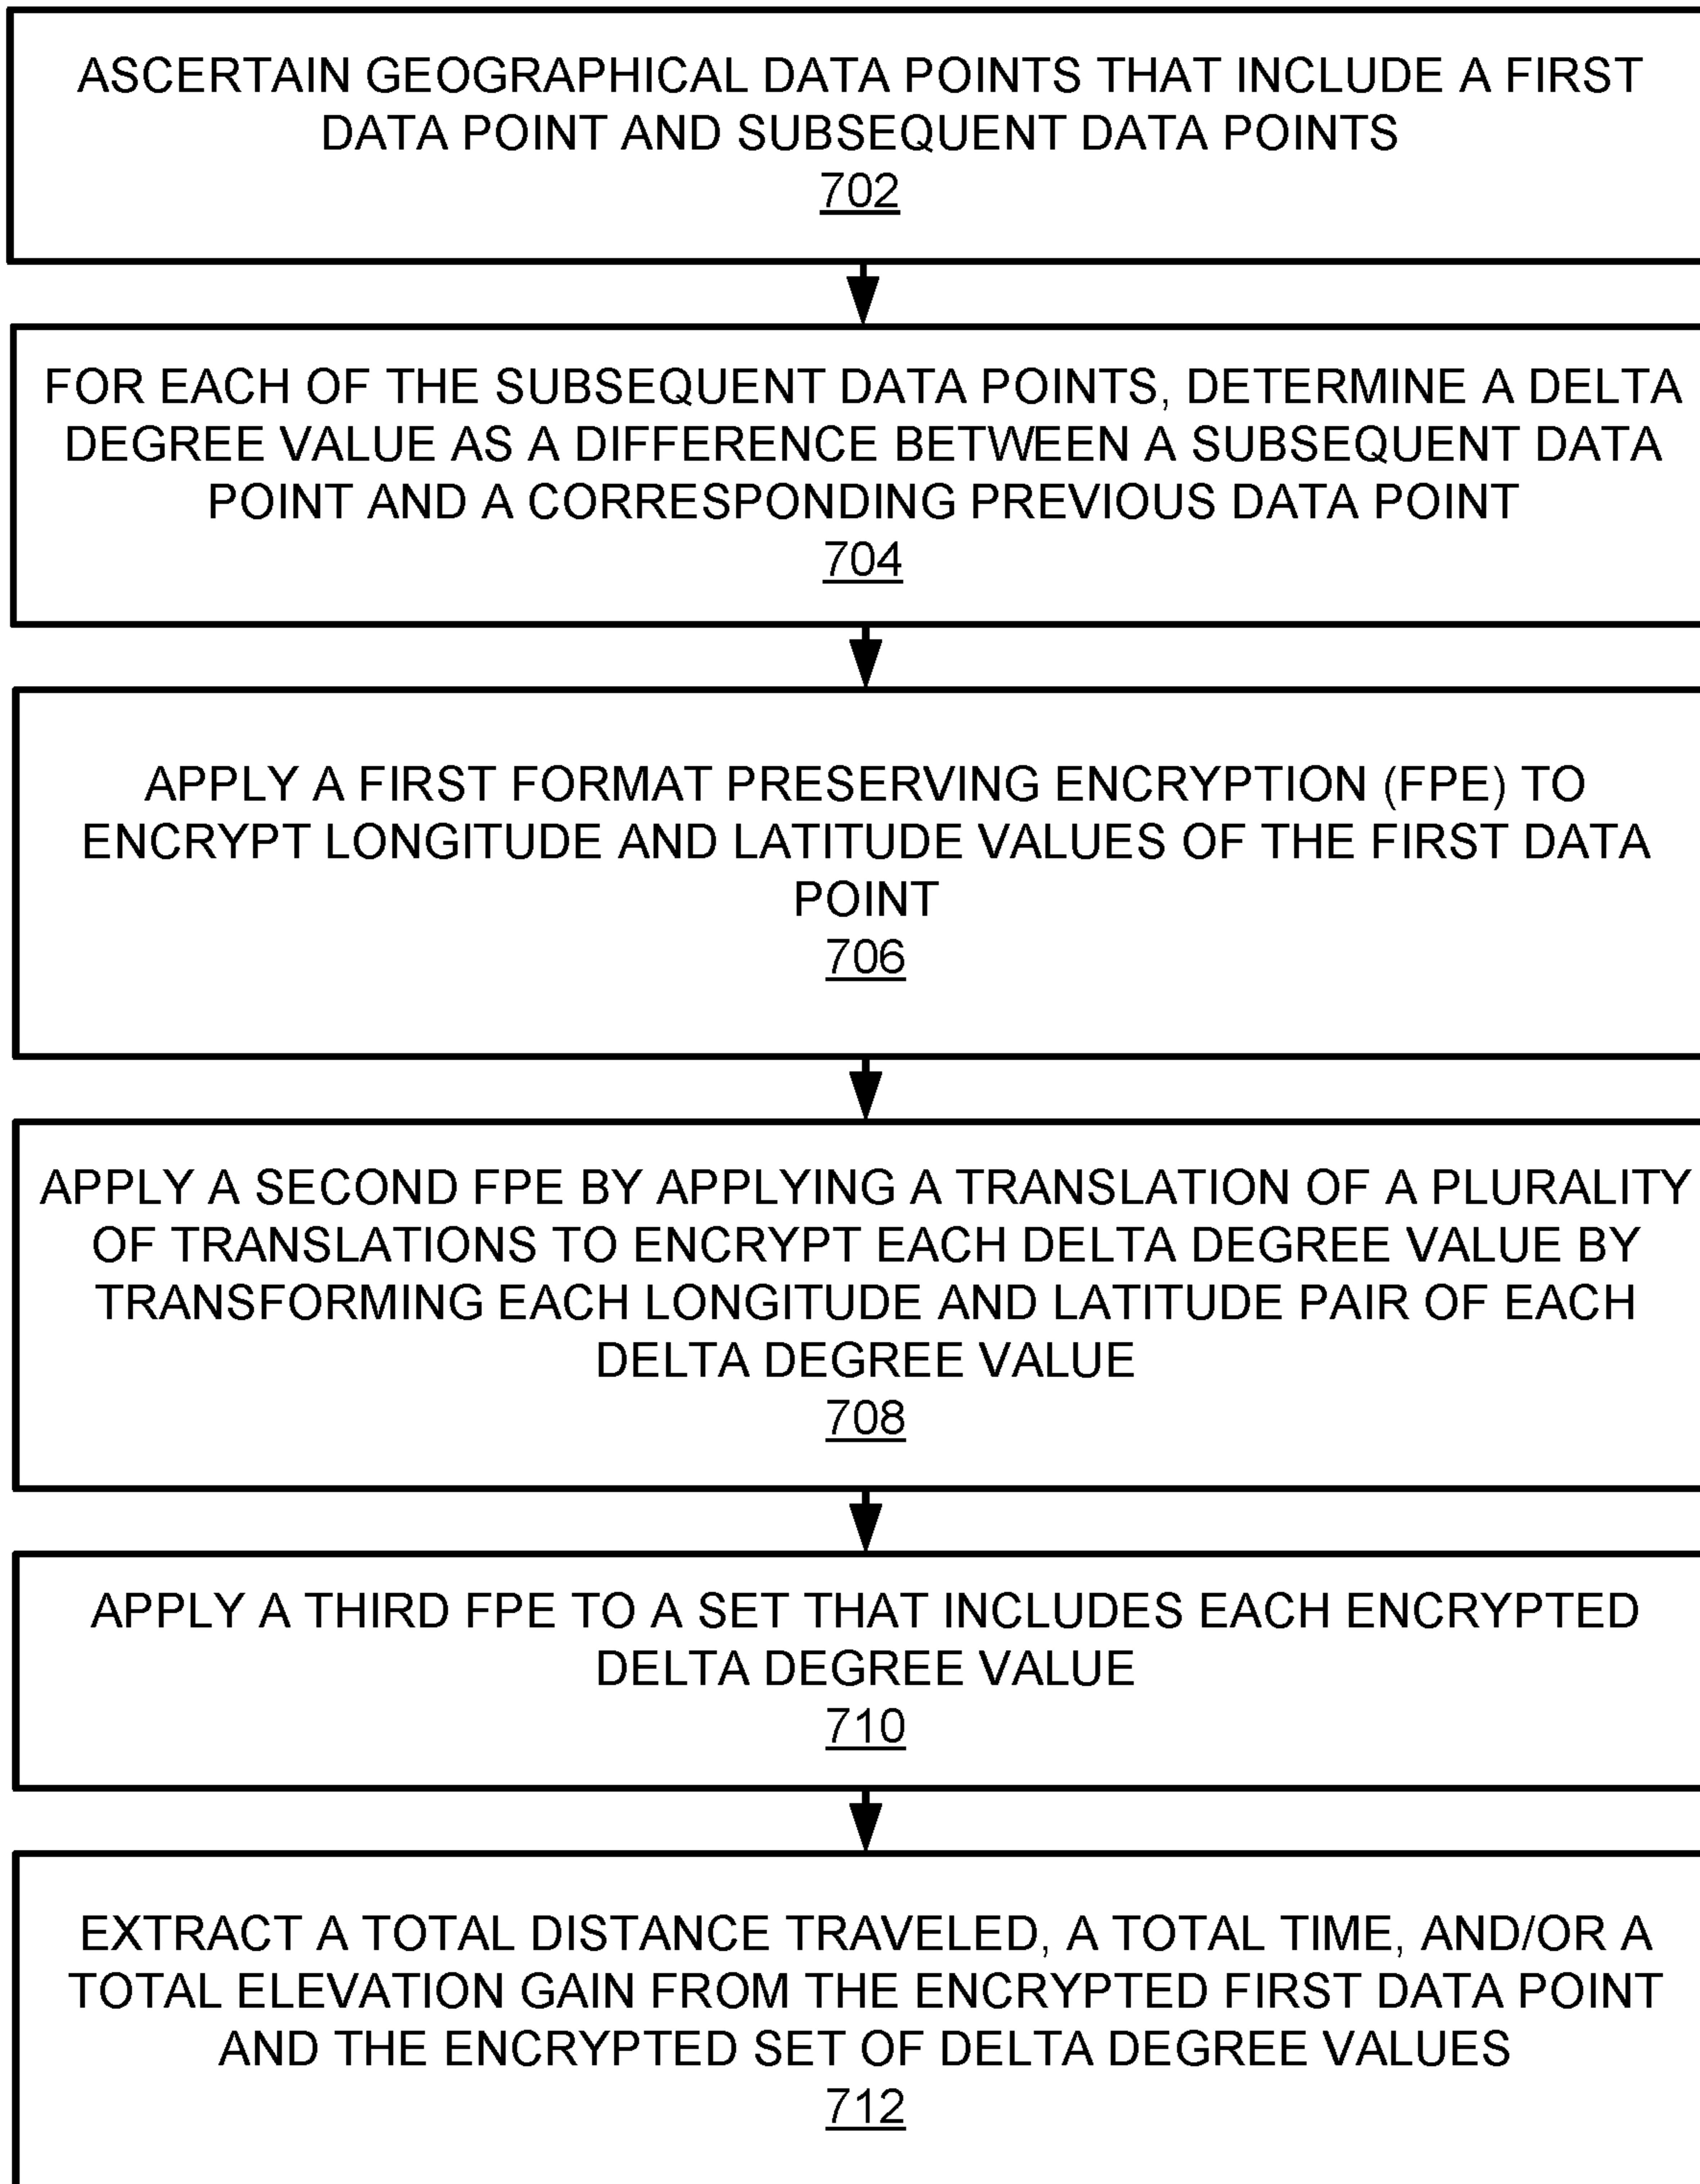 ASCERTAIN GEOGRAPHICAL DATA POINTS THAT INCLUDE A FIRST
DATA POINT AND SUBSEQUENT DATA POINTS
702
FOR EACH OF THE SUBSEQUENT DATA POINTS, DETERMINE A DELTA
DEGREE VALUE AS A DIFFERENCE BETWEEN A SUBSEQUENT DATA
POINT AND A CORRESPONDING PREVIOUS DATA POINT
704
APPLY A FIRST FORMAT PRESERVING ENCRYPTION (FPE) TO
ENCRYPT LONGITUDE AND LATITUDE VALUES OF THE FIRST DATA
POINT
706
APPLY A SECOND FPE BY APPLYING A TRANSLATION OF A PLURALITY
OF TRANSLATIONS TO ENCRYPT EACH DELTA DEGREE VALUE BY
TRANSFORMING EACH LONGITUDE AND LATITUDE PAIR OF EACH
DELTA DEGREE VALUE
708
APPLY A THIRD FPE TO A SET THAT INCLUDES EACH ENCRYPTED
DELTA DEGREE VALUE
710
EXTRACT A TOTAL DISTANCE TRAVELED, A TOTAL TIME, AND/OR A
TOTAL ELEVATION GAIN FROM THE ENCRYPTED FIRST DATA POINT
AND THE ENCRYPTED SET OF DELTA DEGREE VALUES
712